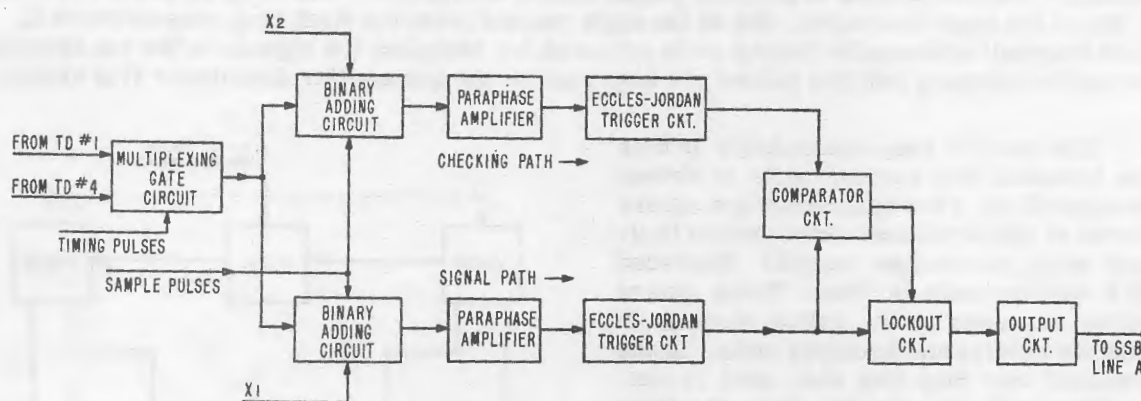 X2
BINARY
ADDING
CIRCUIT
PARAPHASE
AMPLIFIER
ECCLES-JORDAN
TRIGGER CKT.
FROM TD #1
FROM TD #4
MULTIPLEXING
GATE
CIRCUIT
CHECKING PATH
COMPARATOR
CKT.
TIMING PULSES
SAMPLE PULSES
SIGNAL PATH
BINARY
ADDING
CIRCUIT
PARAPHASE
AMPLIFIER
ECCLES-JORDAN
TRIGGER CKT
LOCKOUT
CKT.
OUTPUT
CKT.
TO SSB
LINE A
X1